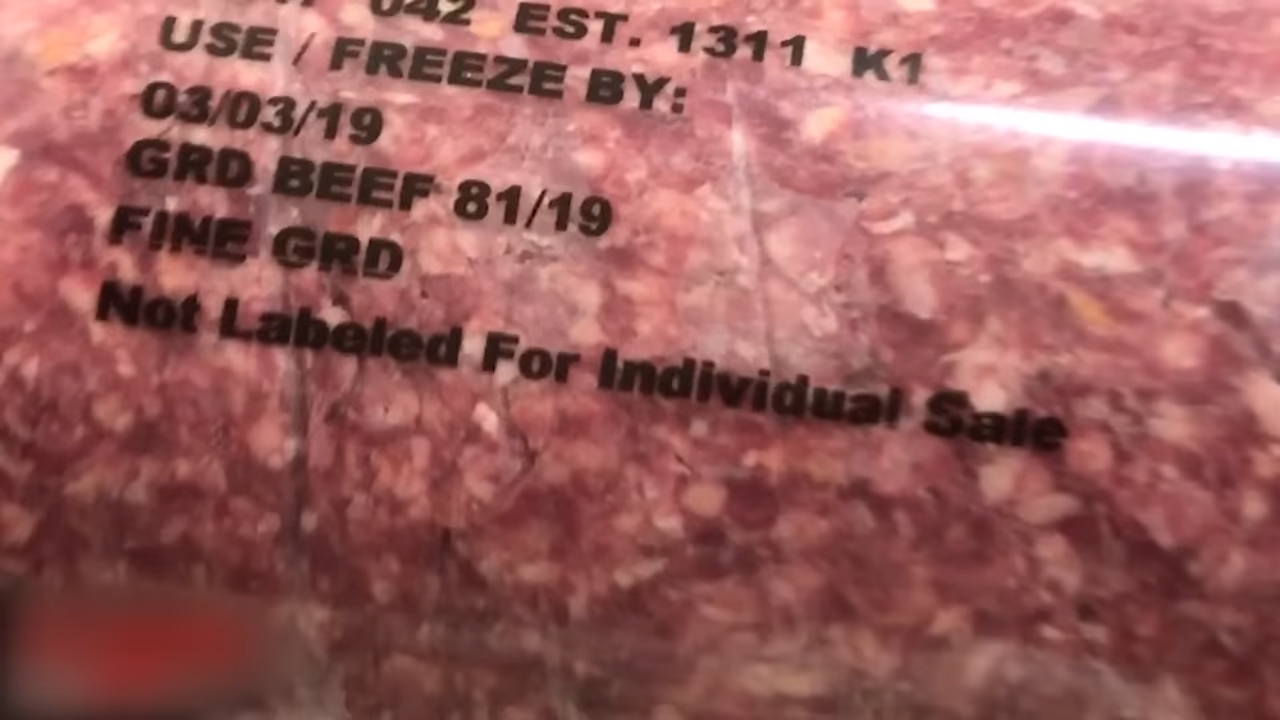 042 EST. 1311 K1
USE / FREEZE BY:
03/03/19
GRD BEEF 81/19
FINE GRD
Not Labeled For Individual Sale